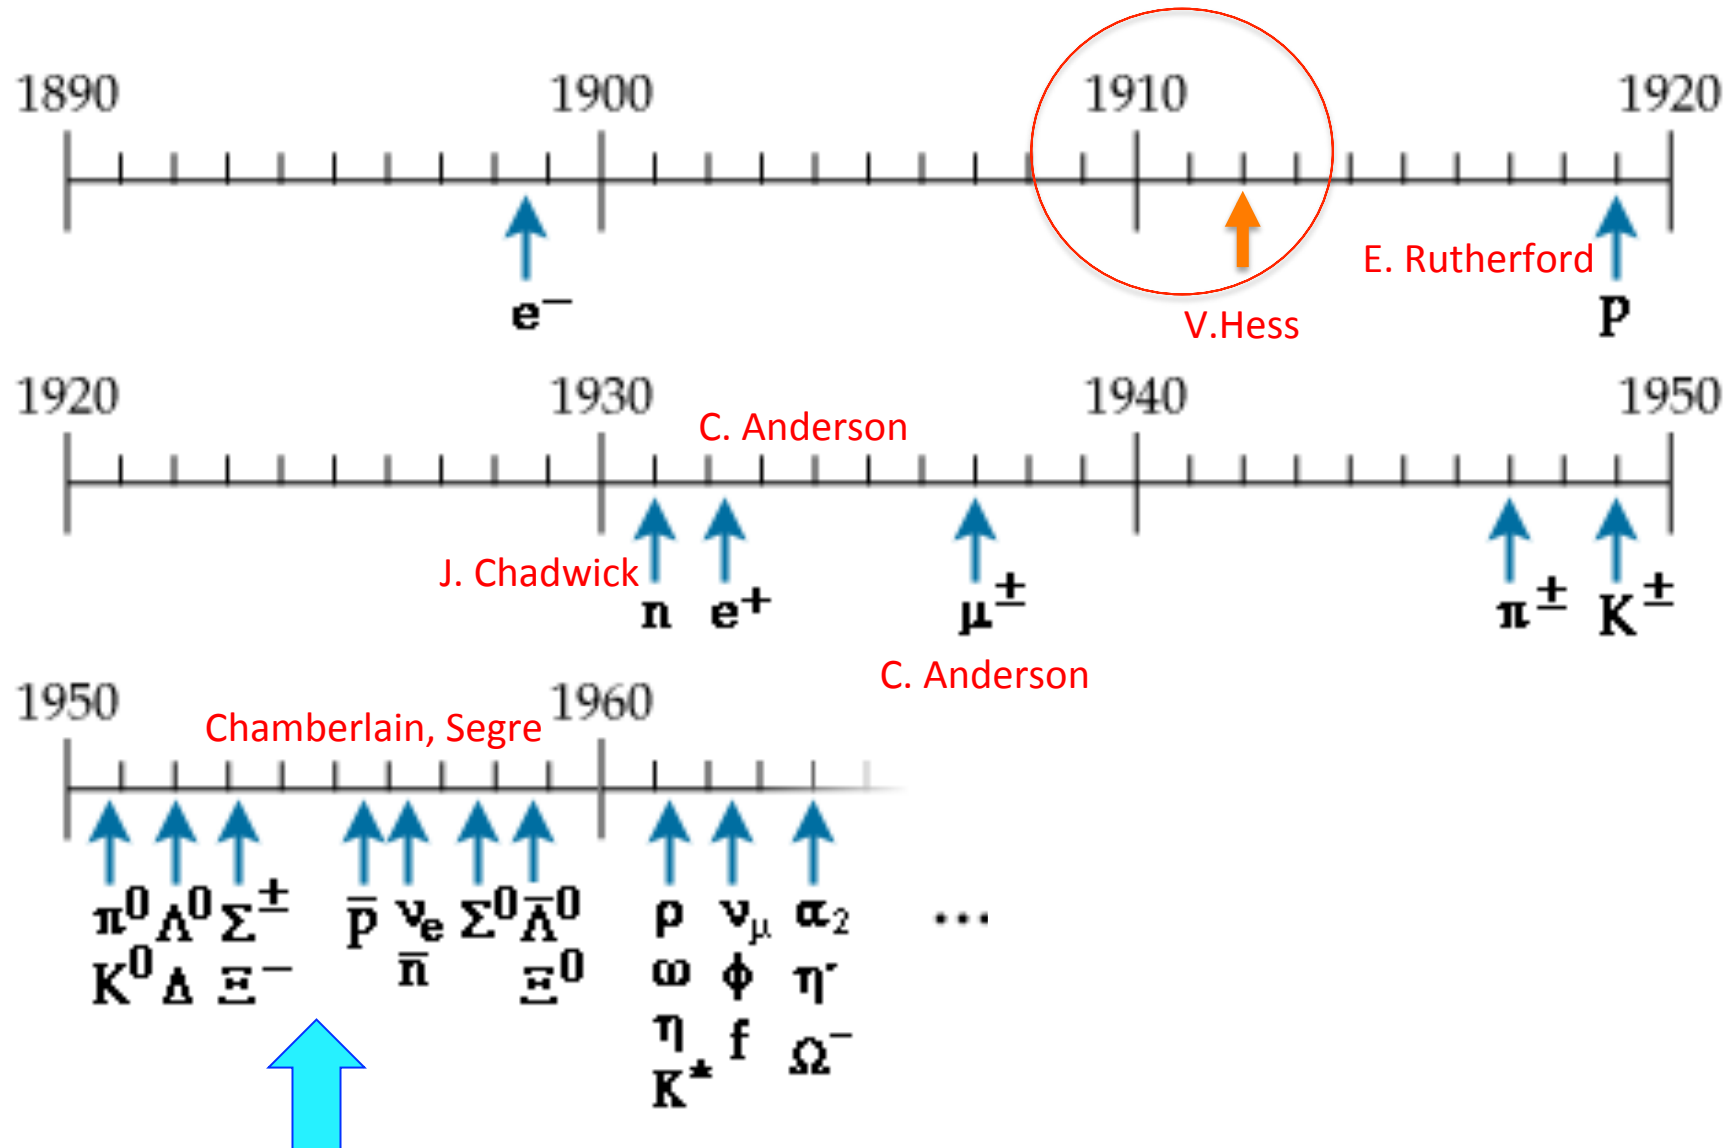 1890 1900 1910 1920
e−
V.Hess
E. Rutherford
p
1920 1930 1940 1950
C. Anderson
J. Chadwick
n e+ μ± π± K±
C. Anderson
1950 1960
Chamberlain, Segre
π⁰ Λ⁰ Σ± p̅ νe Σ⁰ Λ̅⁰ ρ νμ α₂ ...
K⁰ Δ Ξ− n̅ Ξ⁰ ω ϕ η′
η f Ω−
K*